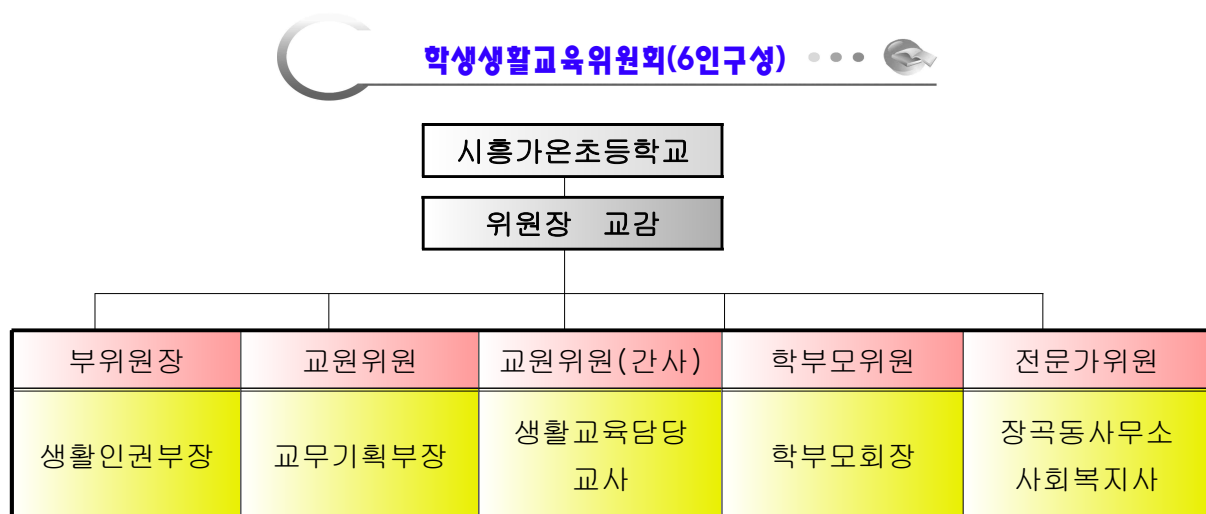 학생생활교육위원회(6인구성)
시흥가온초등학교
위원장 교감
부위원장 교원위원 교원위원(간사) 학부모위원 전문가위원
생활인권부장 교무기획부장 생활교육담당 교사 학부모회장 장곡동사무소 사회복지사